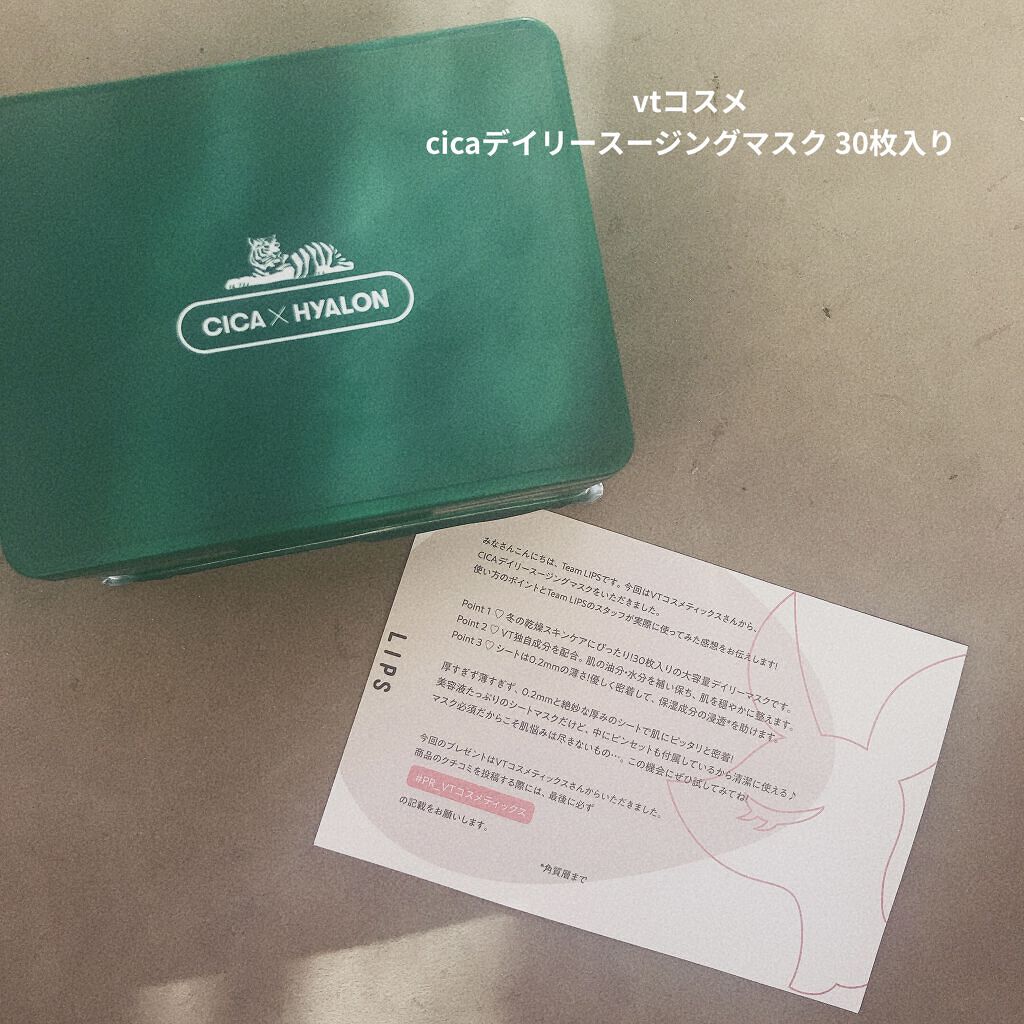 vtコスメ
cicaデイリースージングマスク 30枚入り
CICA×HYALON
LIPS
みなさんこんにちは、Team LIPSです。今回はVTコスメティックスさんから、
CICAデイリースージングマスクをいただきました。
使い方のポイントとTeam LIPSのスタッフが実際に使ってみた感想をお伝えします!
Point 1 ♡ 冬の乾燥スキンケアにぴったり!30枚入りの大容量デイリーマスクです。
Point 2 ♡ VT独自成分を配合。肌の油分・水分を補い保ち、肌を穏やかに整えます。
Point 3 ♡ シートは0.2mmの薄さ!優しく密着して、保湿成分の浸透*を助けます。
厚すぎず薄すぎず、0.2mmと絶妙な厚みのシートで肌にピッタリと密着!
美容液たっぷりのシートマスクだけど、中にピンセットも付属しているから清潔に使える♪
マスク必須だからこそ肌悩みは尽きないもの…。この機会にぜひ試してみてね!
今回のプレゼントはVTコスメティックスさんからいただきました。
商品のクチコミを投稿する際には、最後に必ず
#PR_VTコスメティックス
の記載をお願いします。
*角質層まで